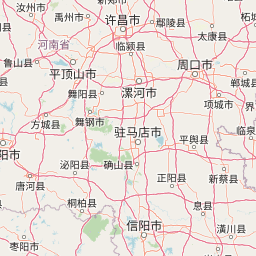 汝州市
新郑市
禹州市
许昌市
鄢陵县
柘城
河南省
临颍县
太康县
鲁山县
平顶山市
周口市
郸城县
舞阳县
漯河市
项城市
方城县
舞钢市
驻马店市
平舆县
阳市
泌阳县
确山县
正阳县
新蔡县
唐河县
桐柏县
息县
枣阳市
信阳市
潢川县